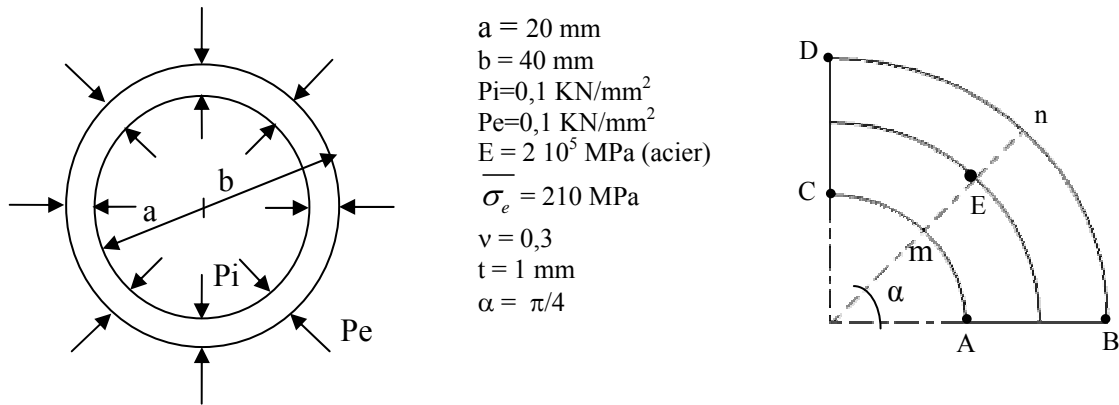 a
b
Pi
Pe
a = 20 mm
b = 40 mm
Pi=0,1 KN/mm²
Pe=0,1 KN/mm²
E = 2 10⁵ MPa (acier)
σₑ = 210 MPa
ν = 0,3
t = 1 mm
α = π/4
D
n
E
C
m
α
A
B